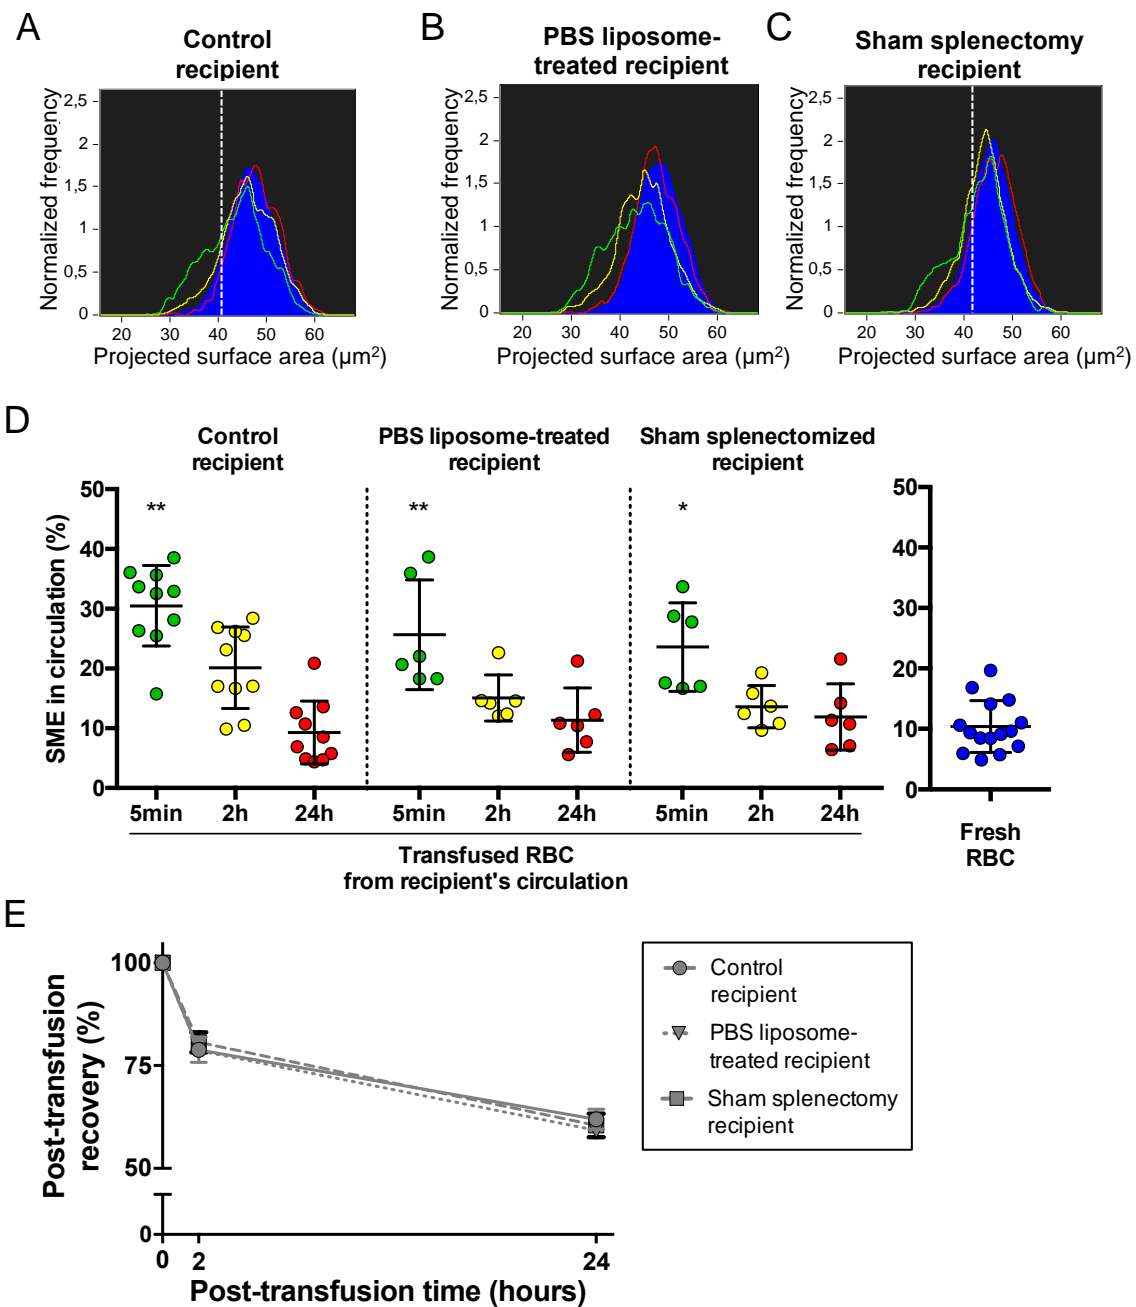 A
Control
recipient
Normalized frequency
2,5
2
1,5
1
0,5
0
20 30 40 50 60
Projected surface area (µm²)
B
PBS liposome-
treated recipient
Normalized frequency
2,5
2
1,5
1
0,5
0
20 30 40 50 60
Projected surface area (µm²)
C
Sham splenectomy
recipient
Normalized frequency
2,5
2
1,5
1
0,5
0
20 30 40 50 60
Projected surface area (µm²)
D
Control
recipient
PBS liposome-treated
recipient
Sham splenectomized
recipient
SME in circulation (%)
50
40
30
20
10
0
** ** *
5min 2h 24h 5min 2h 24h 5min 2h 24h
Transfused RBC
from recipient's circulation
50
40
30
20
10
0
Fresh
RBC
E
Post-transfusion
recovery (%)
100
75
50
0
0 2 24
Post-transfusion time (hours)
Control
recipient
PBS liposome-
treated recipient
Sham splenectomy
recipient